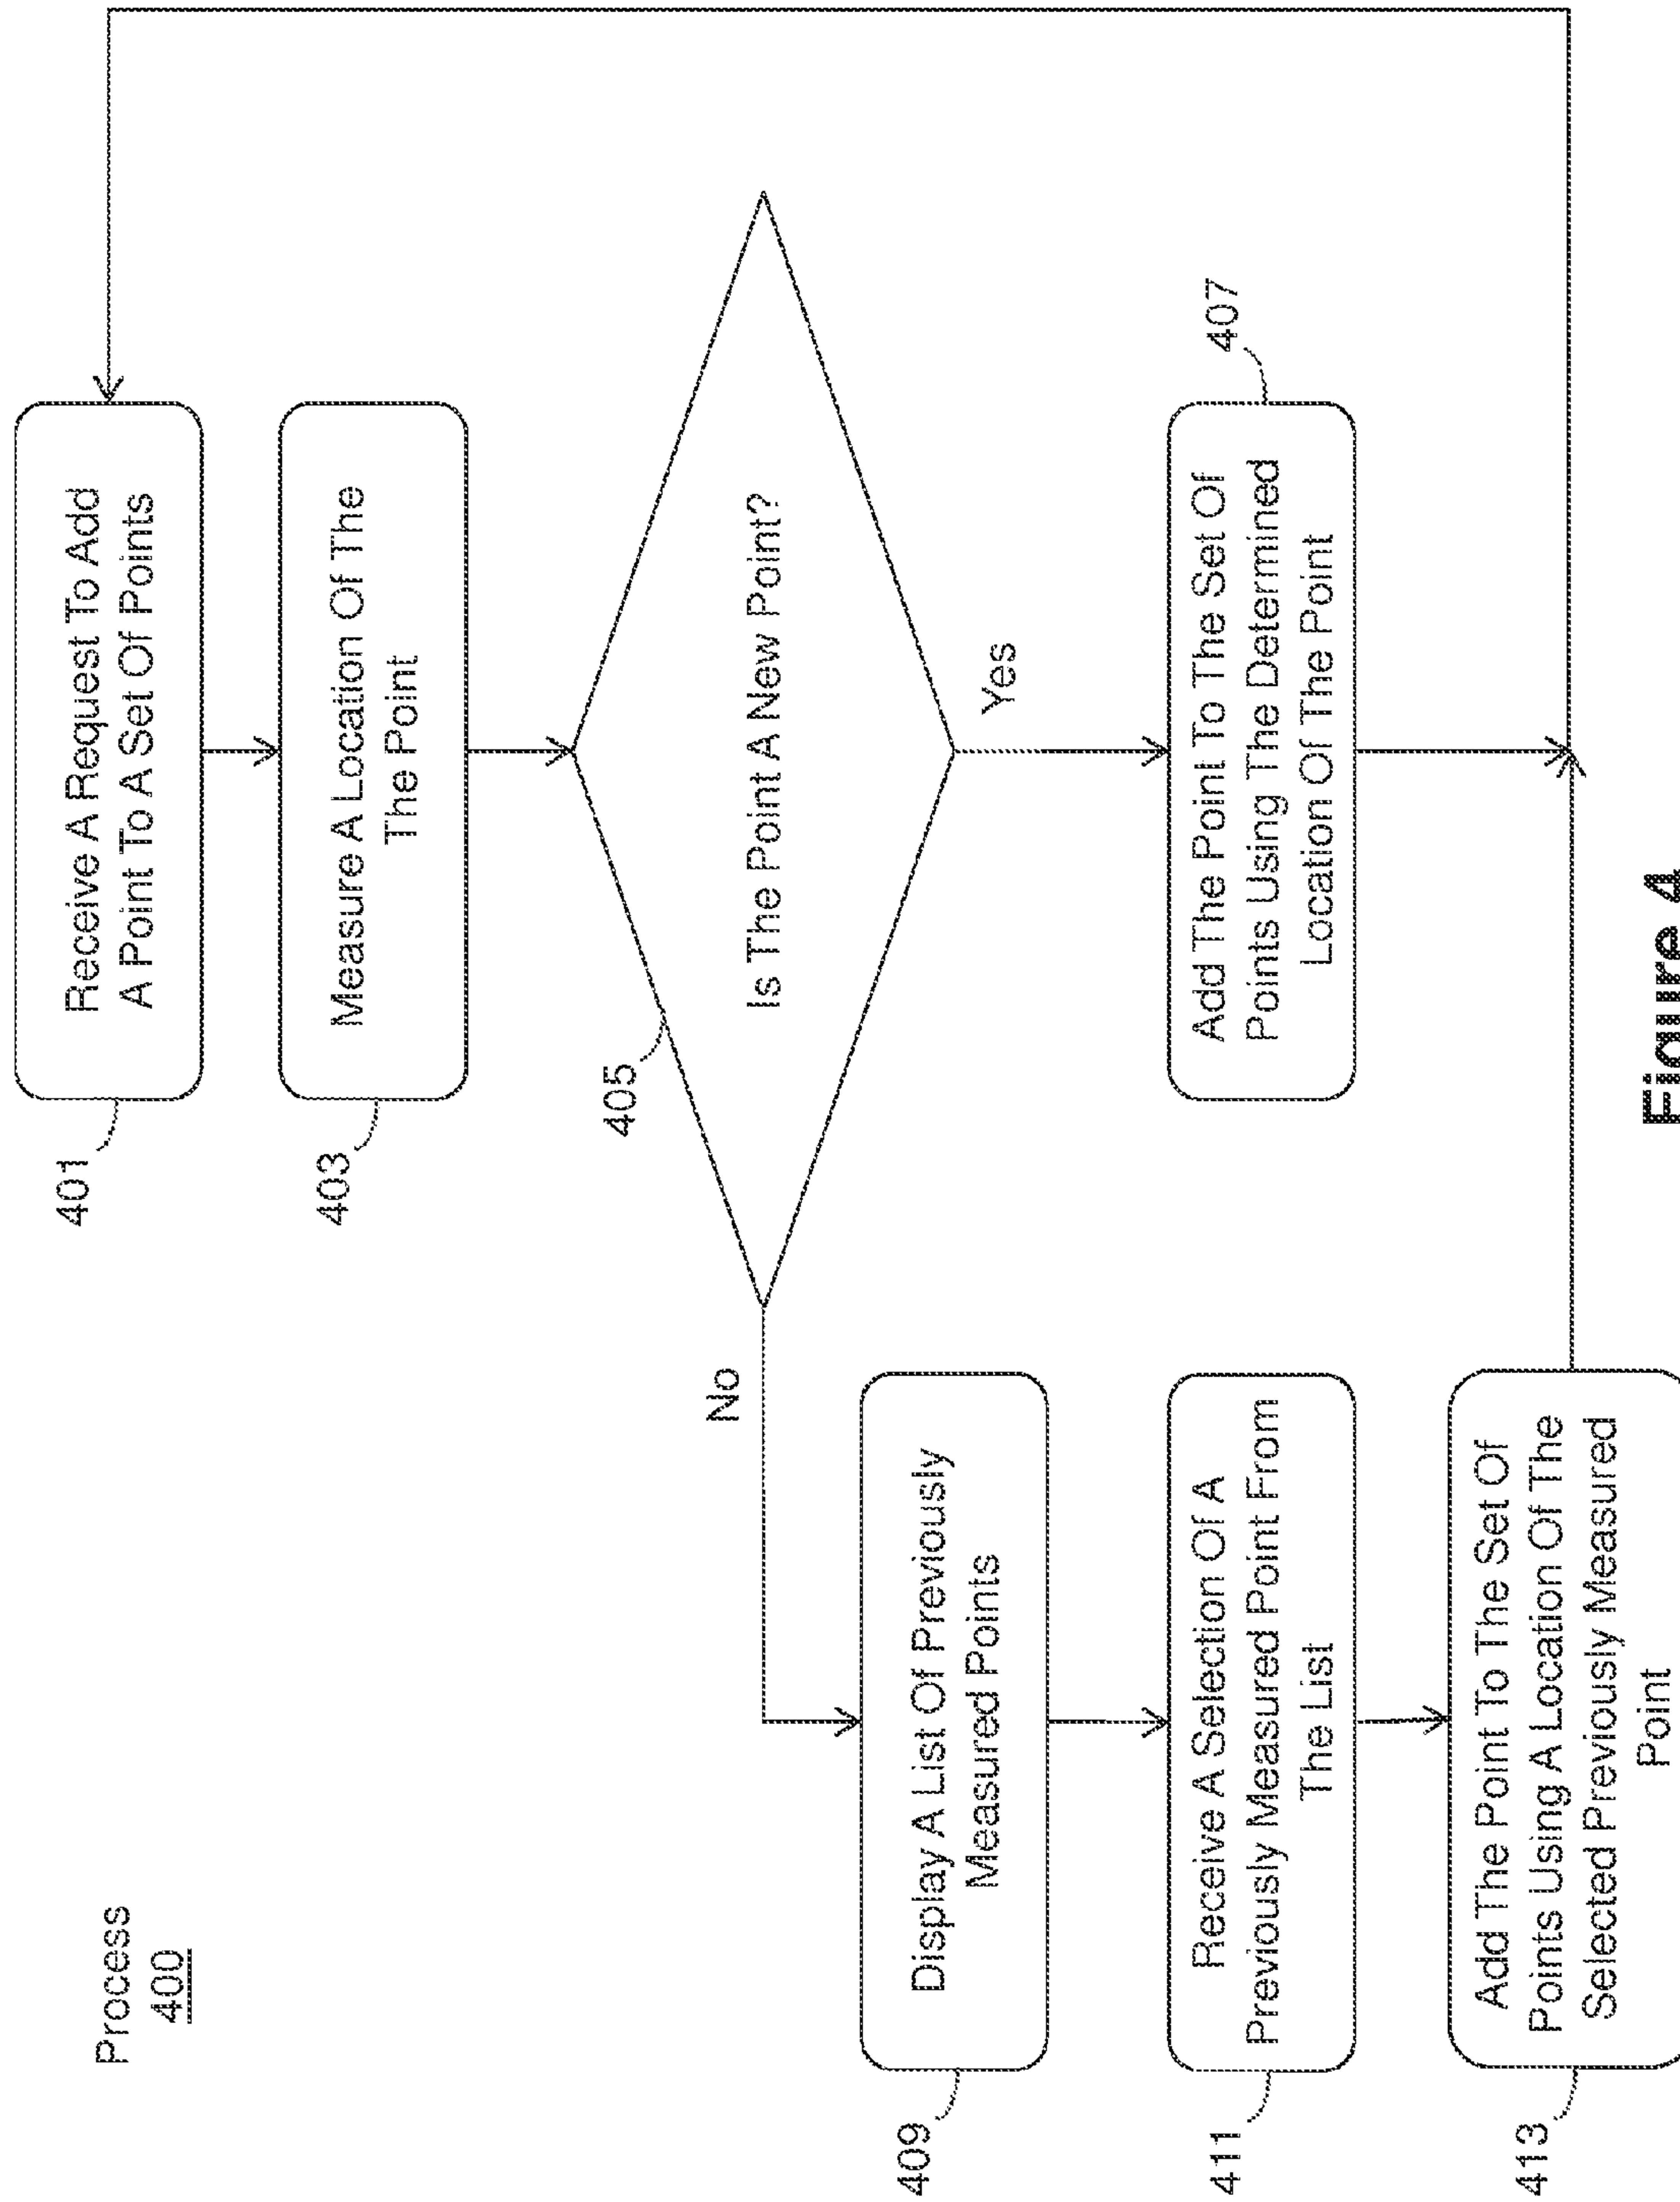 Process
400
401
Receive A Request To Add
A Point To A Set Of Points
403
Measure A Location Of The
The Point
405
Is The Point A New Point?
No
Yes
409
Display A List Of Previously
Measured Points
407
Add The Point To The Set Of
Points Using The Determined
Location Of The Point
411
Receive A Selection Of A
Previously Measured Point From
The List
413
Add The Point To The Set Of
Points Using A Location Of The
Selected Previously Measured
Point
Figure 4